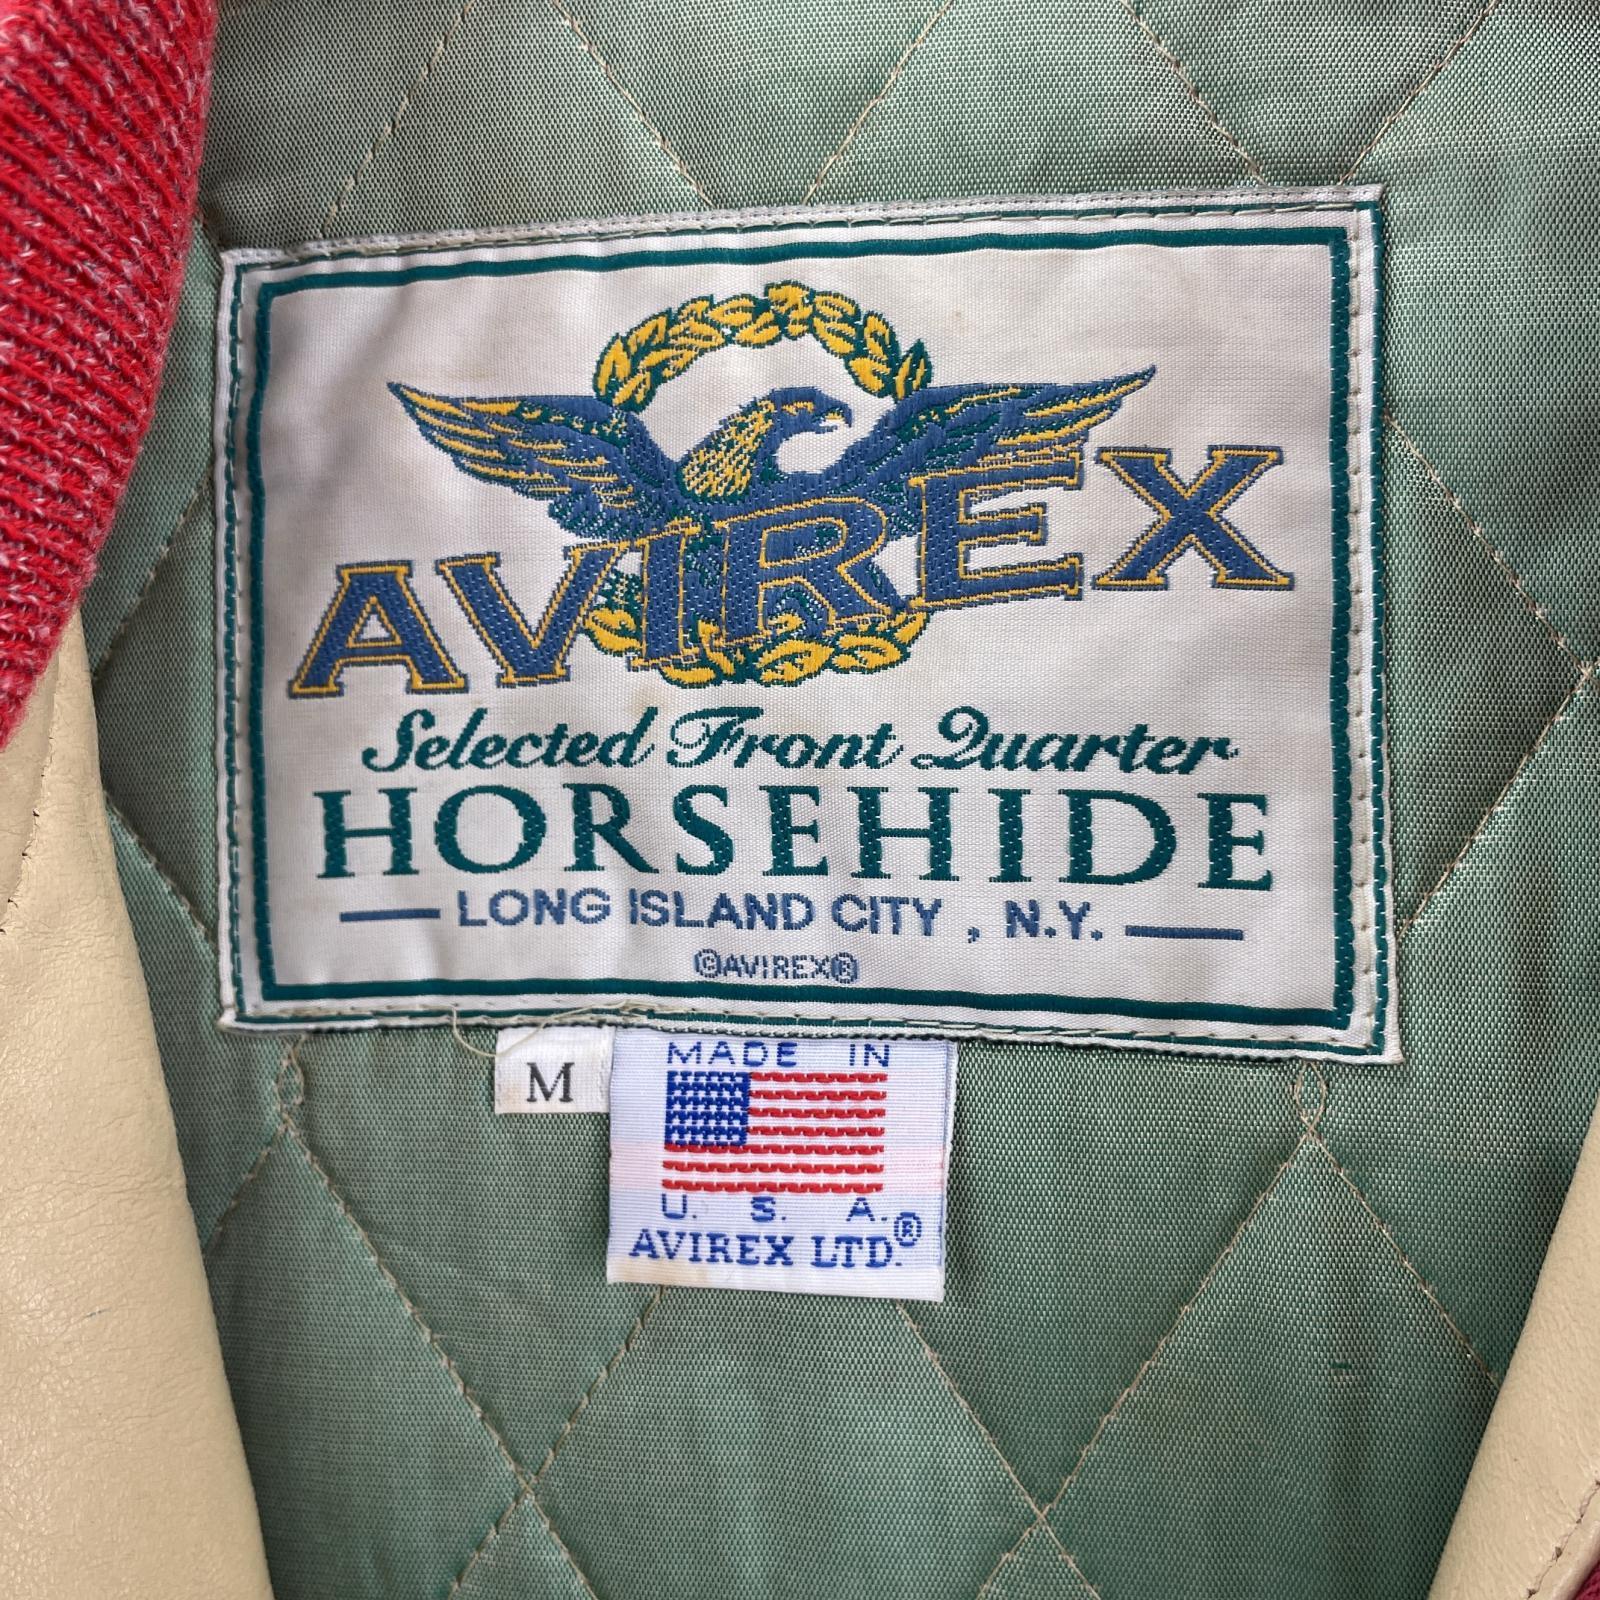 AVIREX
Selected Front Quarter
HORSEHIDE
LONG ISLAND CITY , N.Y.
©AVIREX®
M
MADE IN
U. S. A.
AVIREX LTD.®